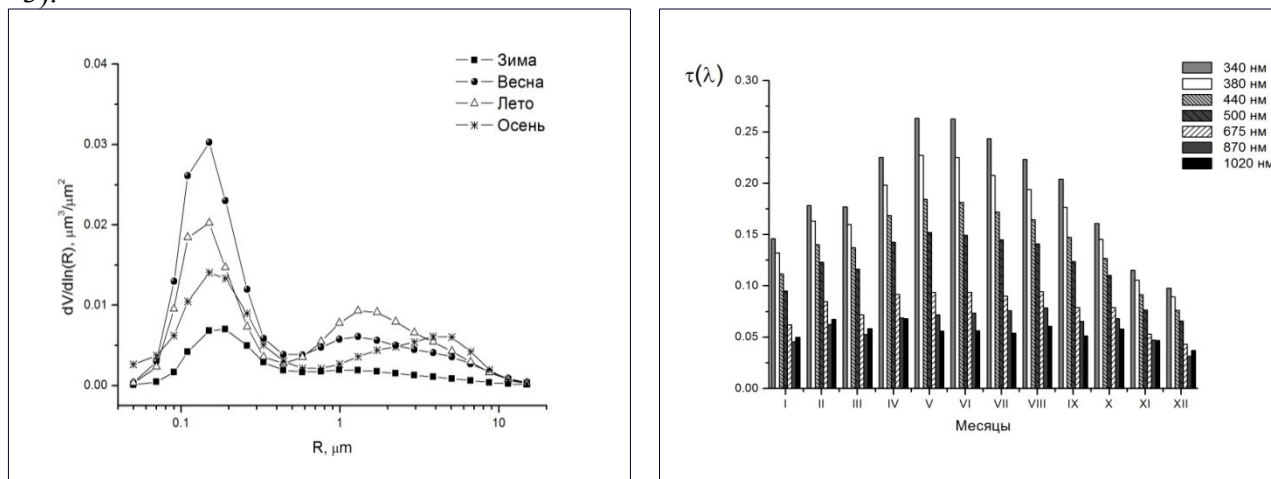 3).
0.04
0.03
0.02
0.01
0.00
dV/dln(R), μm³/μm²
Зима
Весна
Лето
Осень
0.1
1
10
R, μm
τ(λ)
0.30
0.25
0.20
0.15
0.10
0.05
0.00
340 нм
380 нм
440 нм
500 нм
675 нм
870 нм
1020 нм
I II III IV V VI VII VIII IX X XI XII
Месяцы